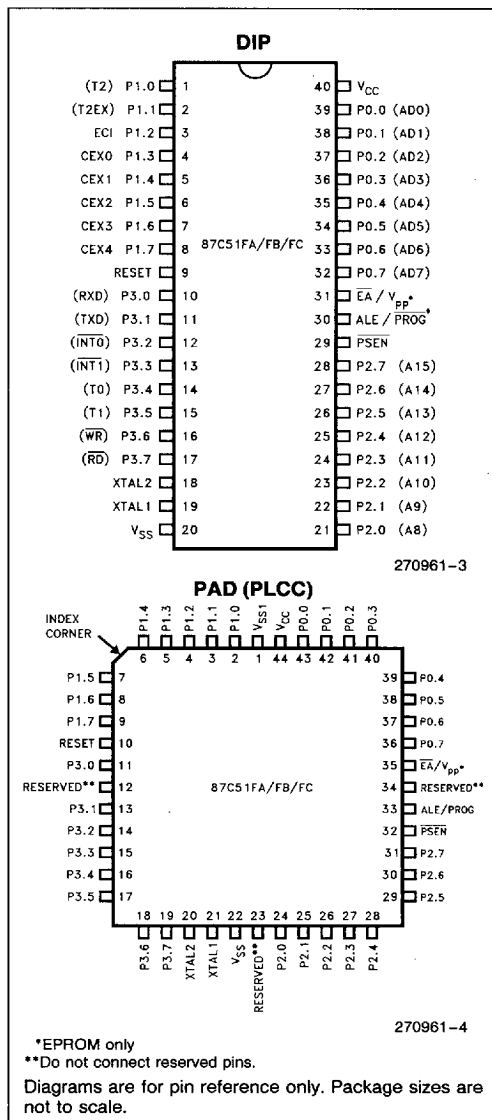 DIP
(T2) P1.0 1 40 VCC
(T2EX) P1.1 2 39 P0.0 (AD0)
ECI P1.2 3 38 P0.1 (AD1)
CEX0 P1.3 4 37 P0.2 (AD2)
CEX1 P1.4 5 36 P0.3 (AD3)
CEX2 P1.5 6 35 P0.4 (AD4)
CEX3 P1.6 7 34 P0.5 (AD5)
CEX4 P1.7 8 33 P0.6 (AD6)
87C51FA/FB/FC
RESET 9 32 P0.7 (AD7)
(RXD) P3.0 10 31 EA / Vpp*
(TXD) P3.1 11 30 ALE / PROG*
(INT0) P3.2 12 29 PSEN
(INT1) P3.3 13 28 P2.7 (A15)
(T0) P3.4 14 27 P2.6 (A14)
(T1) P3.5 15 26 P2.5 (A13)
(WR) P3.6 16 25 P2.4 (A12)
(RD) P3.7 17 24 P2.3 (A11)
XTAL2 18 23 P2.2 (A10)
XTAL1 19 22 P2.1 (A9)
VSS 20 21 P2.0 (A8)
270961-3
PAD (PLCC)
INDEX
CORNER
P1.4 P1.3 P1.2 P1.1 P1.0 VSS1 VCC P0.0 P0.1 P0.2 P0.3
6 5 4 3 2 1 44 43 42 41 40
P1.5 7 39 P0.4
P1.6 8 38 P0.5
P1.7 9 37 P0.6
RESET 10 36 P0.7
P3.0 11 35 EA/Vpp*
RESERVED** 12 87C51FA/FB/FC 34 RESERVED**
P3.1 13 33 ALE/PROG
P3.2 14 32 PSEN
P3.3 15 31 P2.7
P3.4 16 30 P2.6
P3.5 17 29 P2.5
18 19 20 21 22 23 24 25 26 27 28
P3.6 P3.7 XTAL2 XTAL1 VSS RESERVED** P2.0 P2.1 P2.2 P2.3 P2.4
270961-4
*EPROM only
**Do not connect reserved pins.
Diagrams are for pin reference only. Package sizes are
not to scale.